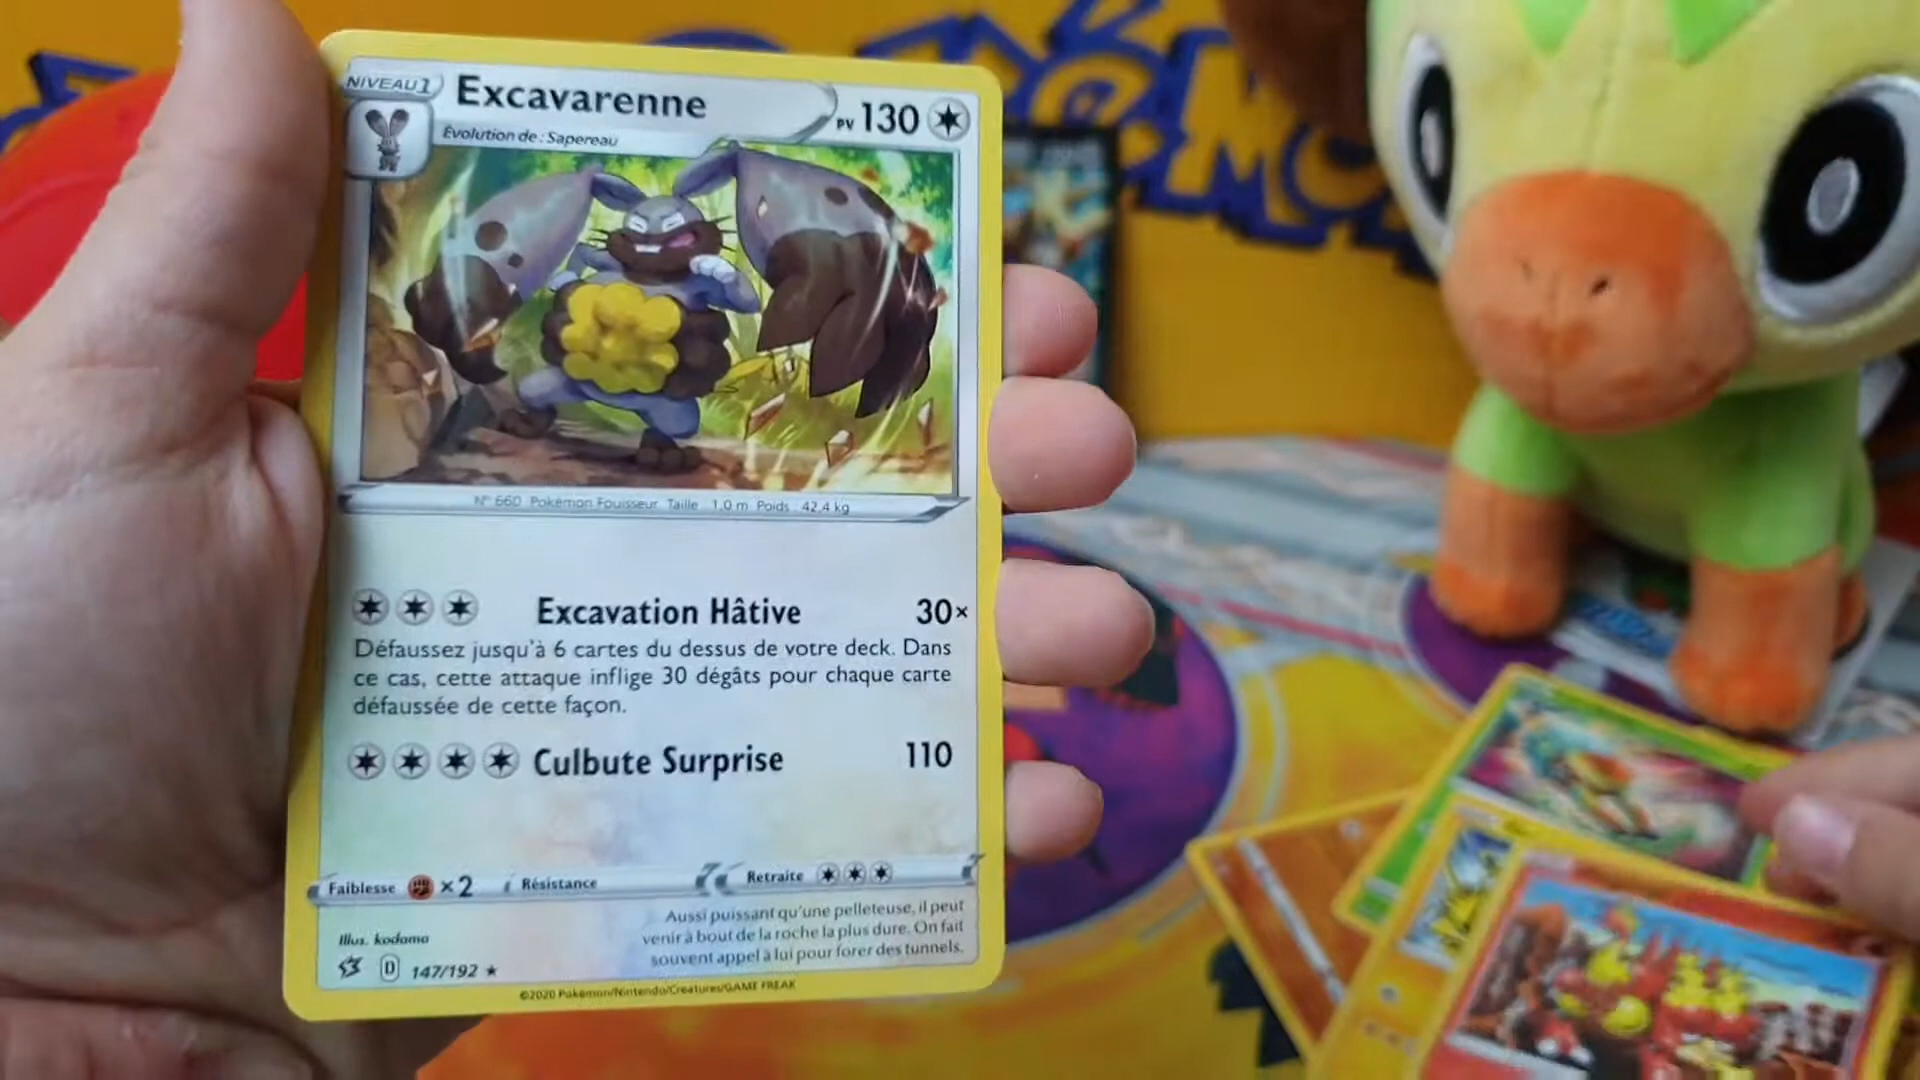 NIVEAU 1
Excavarenne
PV 130
Évolution de : Sapereau
N° 660 Pokémon Fouisseur Taille : 1,0 m Poids : 42,4 kg
Excavation Hâtive 30×
Défaussez jusqu'à 6 cartes du dessus de votre deck. Dans
ce cas, cette attaque inflige 30 dégâts pour chaque carte
défaussée de cette façon.
Culbute Surprise 110
Faiblesse ×2 Résistance Retraite
Aussi puissant qu'une pelleteuse, il peut
venir à bout de la roche la plus dure. On fait
souvent appel à lui pour forer des tunnels.
Illus. kodama
D 147/192 ★
©2020 Pokémon/Nintendo/Creatures/GAME FREAK